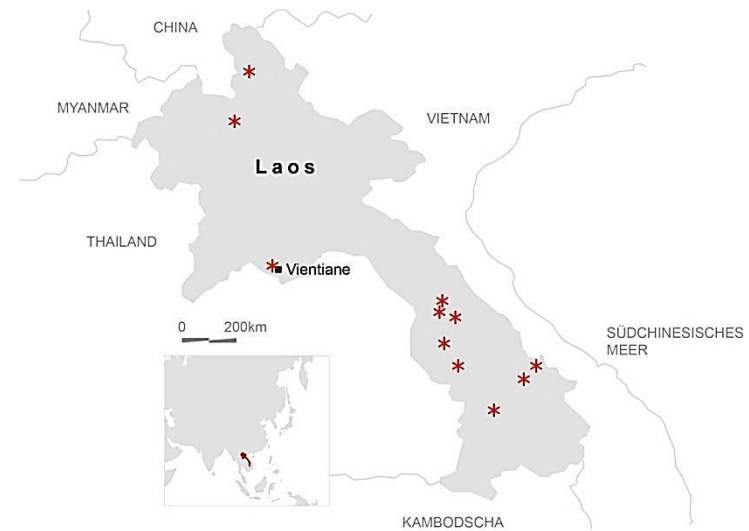 CHINA
MYANMAR
VIETNAM
Laos
THAILAND
Vientiane
0 200km
SÜDCHINESISCHES
MEER
KAMBODSCHA